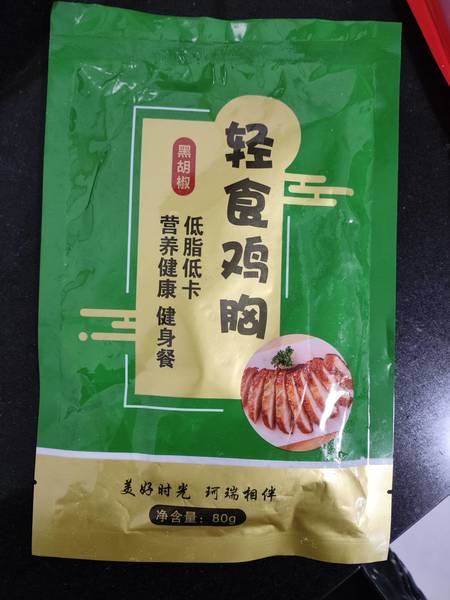 轻食鸡胸
黑胡椒
低脂低卡
营养健康 健身餐
美好时光 珂瑞相伴
净含量：80g